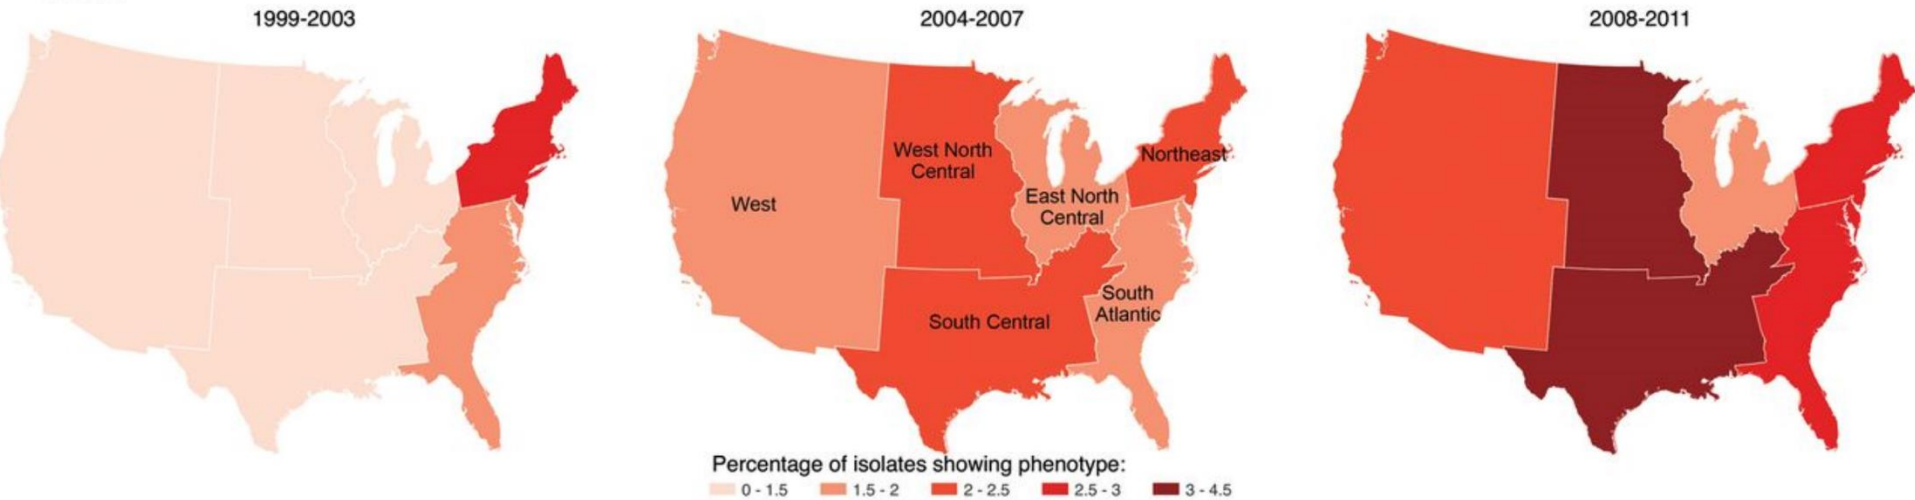 1999-2003
2004-2007
2008-2011
West
West North
Central
East North
Central
Northeast
South Central
South
Atlantic
Percentage of isolates showing phenotype:
0 - 1.5
1.5 - 2
2 - 2.5
2.5 - 3
3 - 4.5